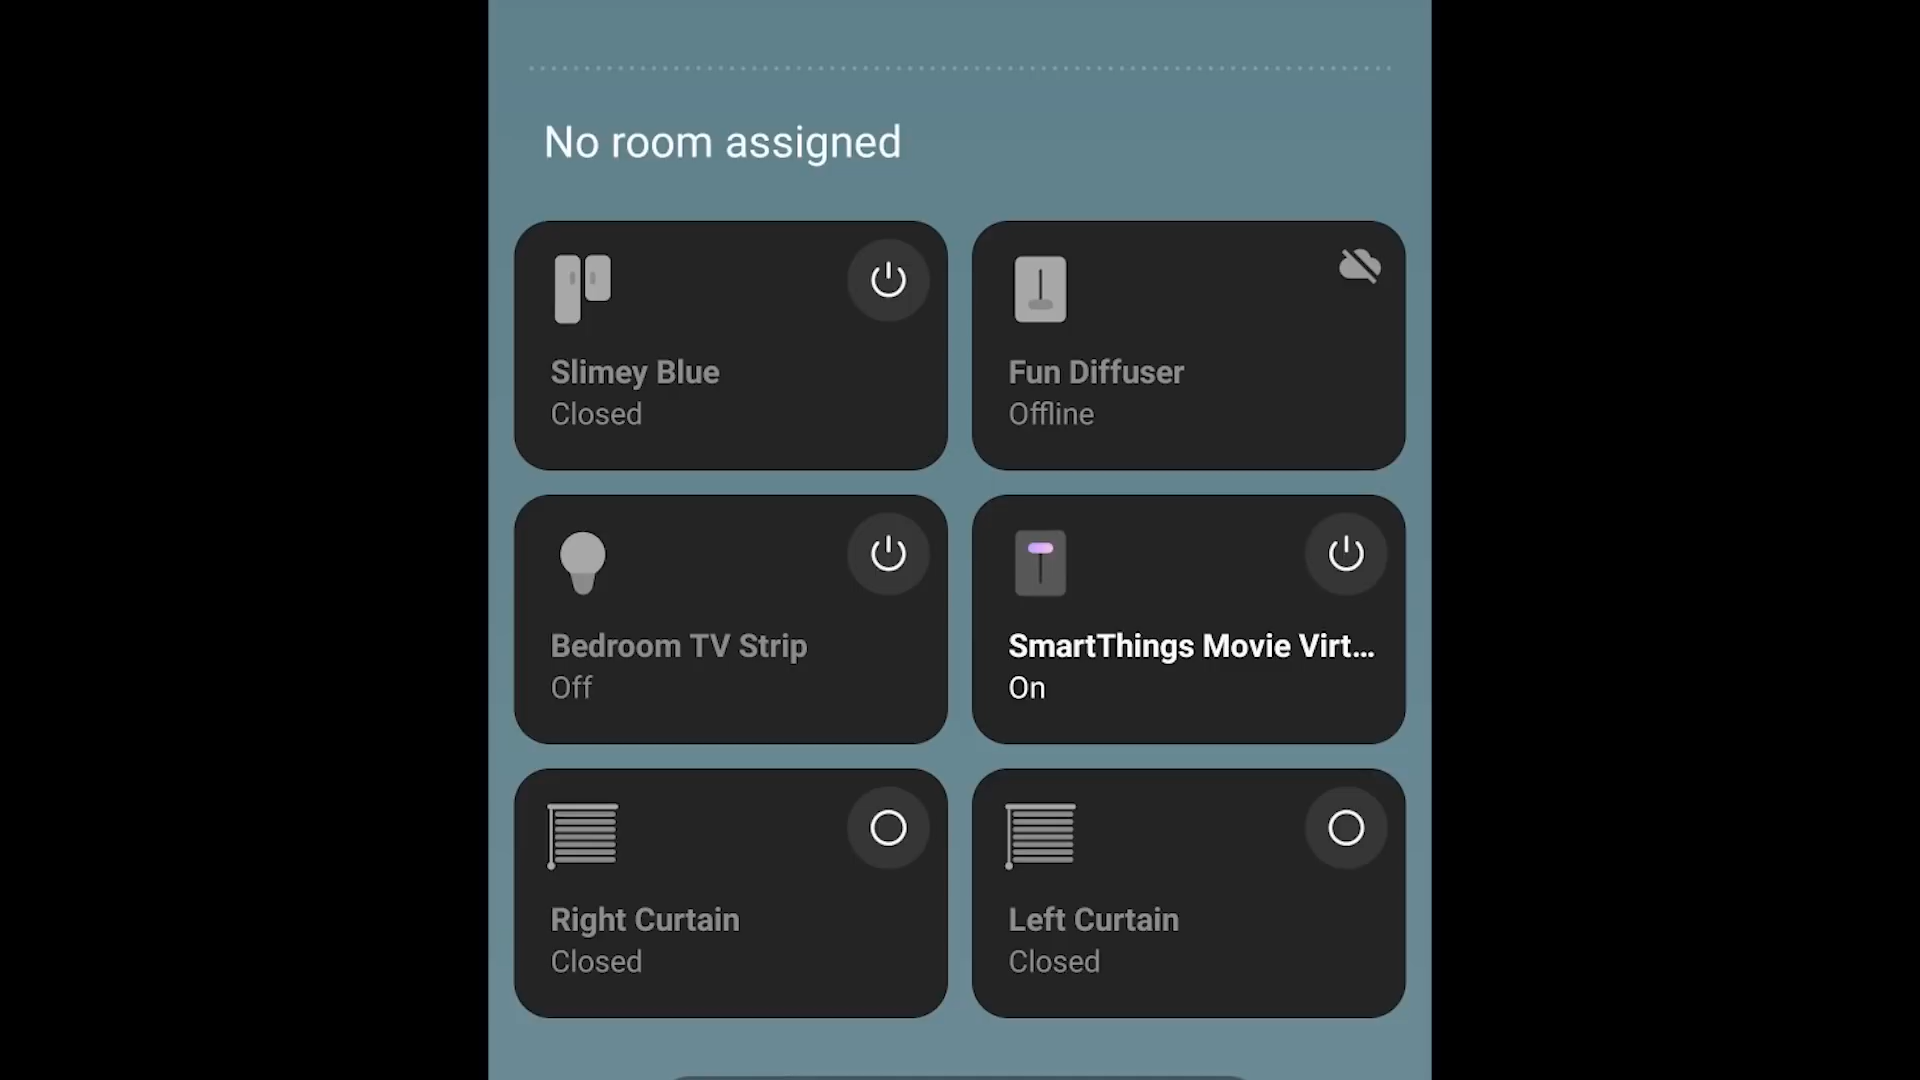 No room assigned
Slimey Blue
Closed
Fun Diffuser
Offline
Bedroom TV Strip
Off
SmartThings Movie Virt...
On
Right Curtain
Closed
Left Curtain
Closed